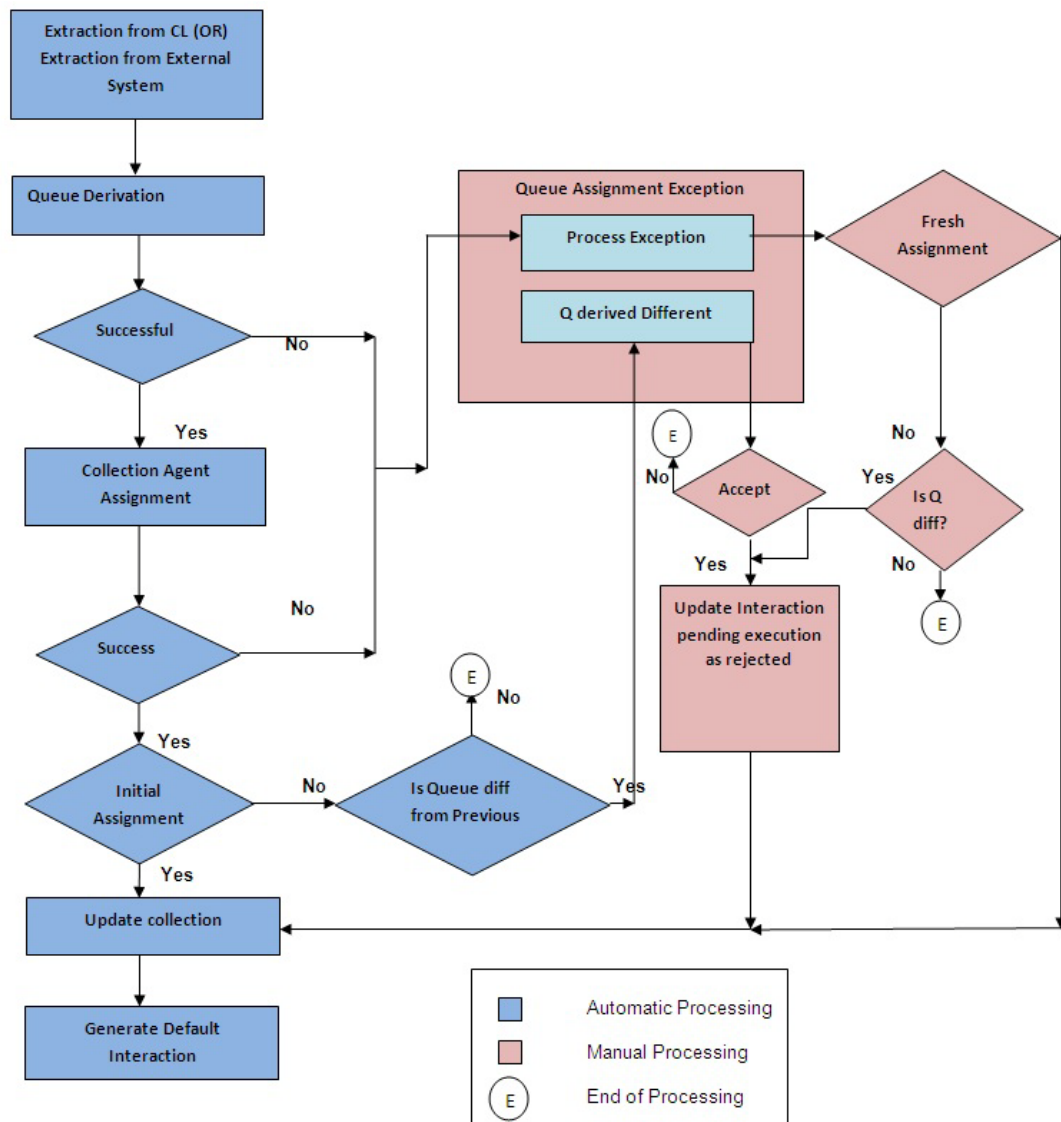 Extraction from CL (OR)
Extraction from External
System
Queue Derivation
Queue Assignment Exception
Process Exception
Fresh
Assignment
Q derived Different
Successful
No
Yes
E
No
Collection Agent
Assignment
No
Accept
Yes
Is Q
diff?
Yes
No
Success
No
Update Interaction
pending execution
as rejected
E
E
No
Yes
Initial
Assignment
No
Is Queue diff
from Previous
Yes
Yes
Update collection
Generate Default
Interaction
Automatic Processing
Manual Processing
E
End of Processing